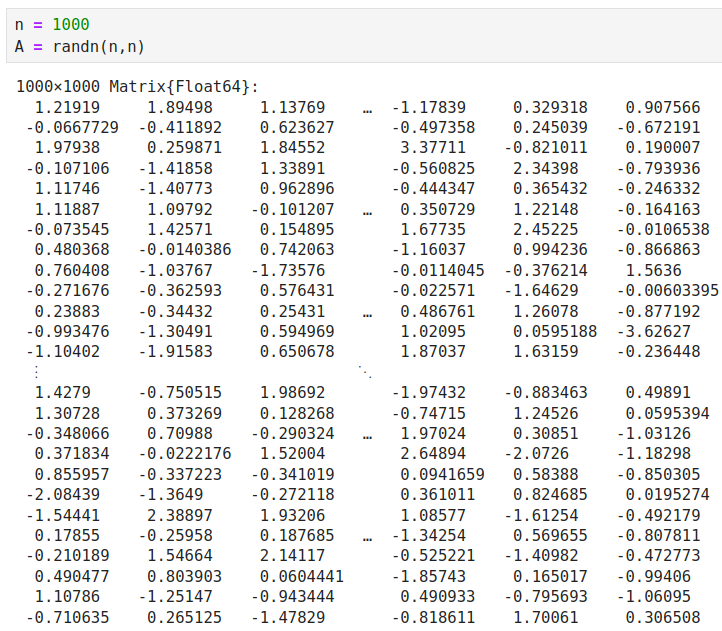 n = 1000
A = randn(n,n)
1000×1000 Matrix{Float64}:
1.21919 1.89498 1.13769 … -1.17839 0.329318 0.907566
-0.0667729 -0.411892 0.623627 -0.497358 0.245039 -0.672191
1.97938 0.259871 1.84552 3.37711 -0.821011 0.190007
-0.107106 -1.41858 1.33891 -0.560825 2.34398 -0.793936
1.11746 -1.40773 0.962896 -0.444347 0.365432 -0.246332
1.11887 1.09792 -0.101207 … 0.350729 1.22148 -0.164163
-0.073545 1.42571 0.154895 1.67735 2.45225 -0.0106538
0.480368 -0.0140386 0.742063 -1.16037 0.994236 -0.866863
0.760408 -1.03767 -1.73576 -0.0114045 -0.376214 1.5636
-0.271676 -0.362593 0.576431 -0.022571 -1.64629 -0.00603395
0.23883 -0.34432 0.25431 … 0.486761 1.26078 -0.877192
-0.993476 -1.30491 0.594969 1.02095 0.0595188 -3.62627
-1.10402 -1.91583 0.650678 1.87037 1.63159 -0.236448
⋮ ⋱
1.4279 -0.750515 1.98692 -1.97432 -0.883463 0.49891
1.30728 0.373269 0.128268 -0.74715 1.24526 0.0595394
-0.348066 0.70988 -0.290324 … 1.97024 0.30851 -1.03126
0.371834 -0.0222176 1.52004 2.64894 -2.0726 -1.18298
0.855957 -0.337223 -0.341019 0.0941659 0.58388 -0.850305
-2.08439 -1.3649 -0.272118 0.361011 0.824685 0.0195274
-1.54441 2.38897 1.93206 1.08577 -1.61254 -0.492179
0.17855 -0.25958 0.187685 … -1.34254 0.569655 -0.807811
-0.210189 1.54664 2.14117 -0.525221 -1.40982 -0.472773
0.490477 0.803903 0.0604441 -1.85743 0.165017 -0.99406
1.10786 -1.25147 -0.943444 0.490933 -0.795693 -1.06095
-0.710635 0.265125 -1.47829 -0.818611 1.70061 0.306508